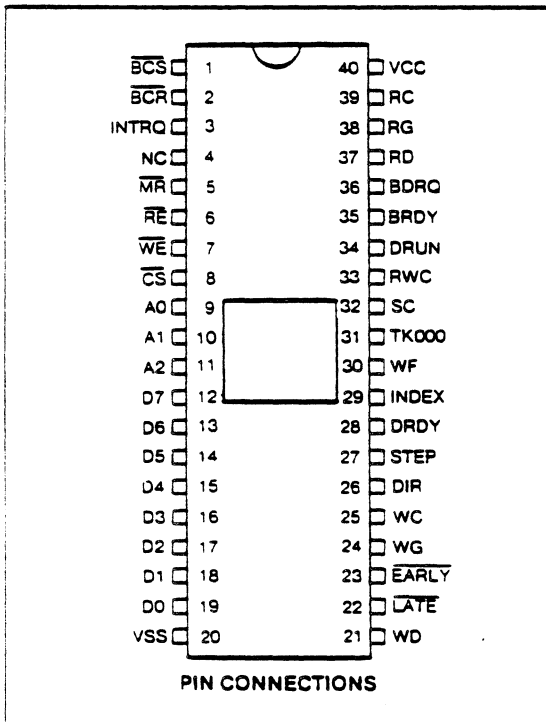 BCS 1 40 VCC
BCR 2 39 RC
INTRQ 3 38 RG
NC 4 37 RD
MR 5 36 BDRQ
RE 6 35 BRDY
WE 7 34 DRUN
CS 8 33 RWC
A0 9 32 SC
A1 10 31 TK000
A2 11 30 WF
D7 12 29 INDEX
D6 13 28 DRDY
D5 14 27 STEP
D4 15 26 DIR
D3 16 25 WC
D2 17 24 WG
D1 18 23 EARLY
D0 19 22 LATE
VSS 20 21 WD
PIN CONNECTIONS